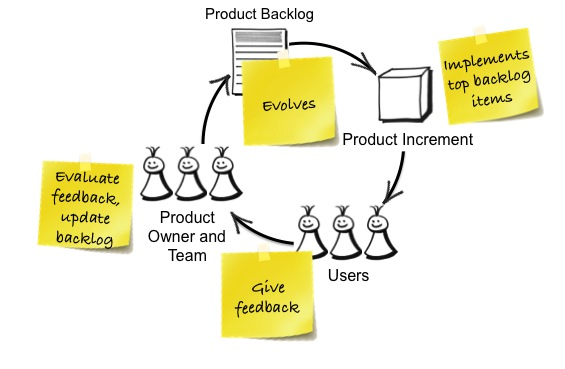 Product Backlog
Evolves
Implements
top backlog
items
Product Increment
Evaluate
feedback,
update
backlog
Product
Owner and
Team
Users
Give
feedback